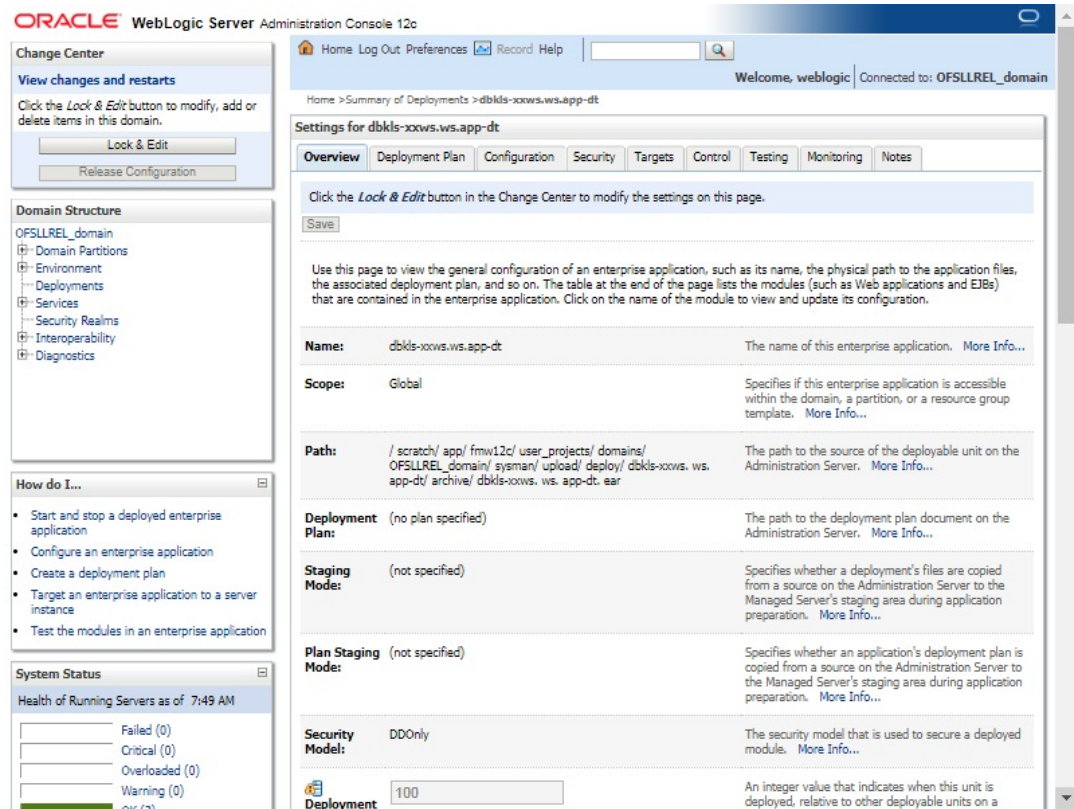 ORACLE WebLogic Server Administration Console 12c
Change Center
View changes and restarts
Click the Lock & Edit button to modify, add or
delete items in this domain.
Lock & Edit
Release Configuration
Domain Structure
OFSLLREL_domain
Domain Partitions
Environment
Deployments
Services
Security Realms
Interoperability
Diagnostics
How do I...
Start and stop a deployed enterprise
application
Configure an enterprise application
Create a deployment plan
Target an enterprise application to a server
instance
Test the modules in an enterprise application
System Status
Health of Running Servers as of 7:49 AM
Failed (0)
Critical (0)
Overloaded (0)
Warning (0)
Home Log Out Preferences Record Help
Welcome, weblogic Connected to: OFSLLREL_domain
Home >Summary of Deployments >dbkls-xxws.ws.app-dt
Settings for dbkls-xxws.ws.app-dt
Overview Deployment Plan Configuration Security Targets Control Testing Monitoring Notes
Click the Lock & Edit button in the Change Center to modify the settings on this page.
Save
Use this page to view the general configuration of an enterprise application, such as its name, the physical path to the application files,
the associated deployment plan, and so on. The table at the end of the page lists the modules (such as Web applications and EJBs)
that are contained in the enterprise application. Click on the name of the module to view and update its configuration.
Name: dbkls-xxws.ws.app-dt The name of this enterprise application. More Info...
Scope: Global Specifies if this enterprise application is accessible
within the domain, a partition, or a resource group
template. More Info...
Path: / scratch/ app/ fmw12c/ user_projects/ domains/ The path to the source of the deployable unit on the
OFSLLREL_domain/ sysman/ upload/ deploy/ dbkls-xxws. ws. Administration Server. More Info...
app-dt/ archive/ dbkls-xxws. ws. app-dt. ear
Deployment (no plan specified) The path to the deployment plan document on the
Plan: Administration Server. More Info...
Staging (not specified) Specifies whether a deployment's files are copied
Mode: from a source on the Administration Server to the
Managed Server's staging area during application
preparation. More Info...
Plan Staging (not specified) Specifies whether an application's deployment plan is
Mode: copied from a source on the Administration Server to
the Managed Server's staging area during application
preparation. More Info...
Security DDOnly The security model that is used to secure a deployed
Model: module. More Info...
100 An integer value that indicates when this unit is
Deployment deployed, relative to other deployable units on